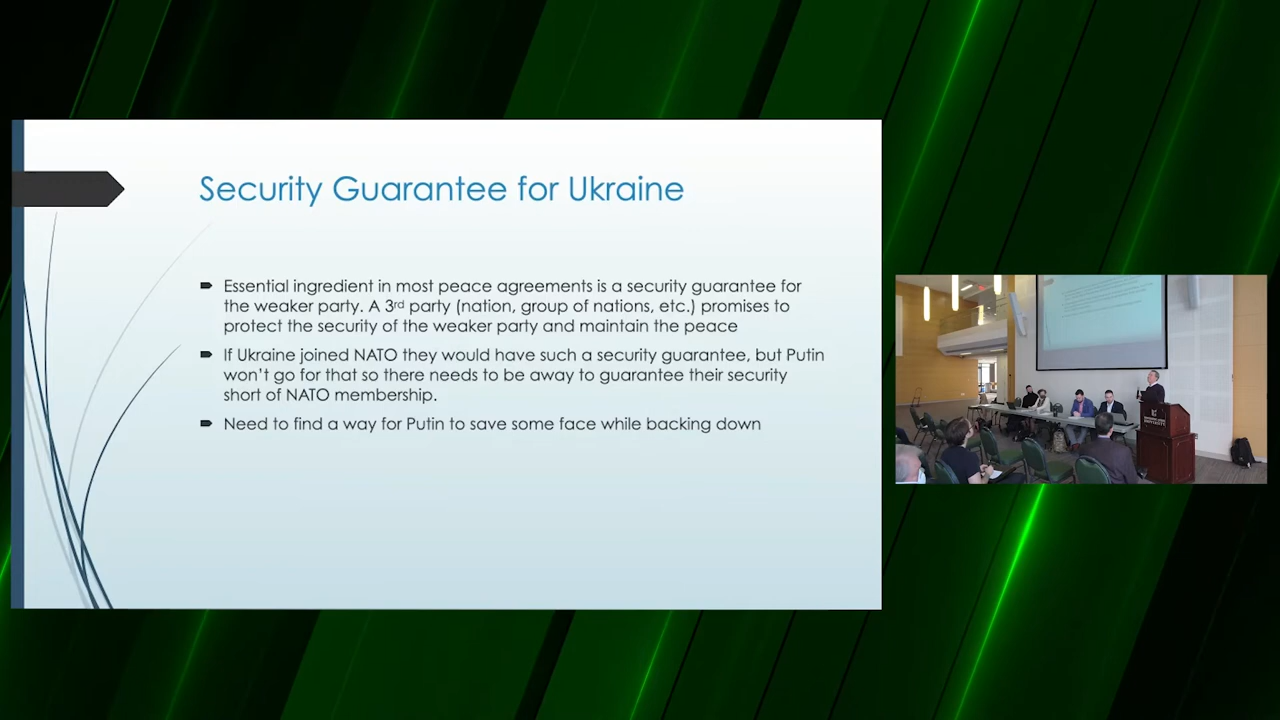 Security Guarantee for Ukraine
Essential ingredient in most peace agreements is a security guarantee for
the weaker party. A 3rd party (nation, group of nations, etc.) promises to
protect the security of the weaker party and maintain the peace
If Ukraine joined NATO they would have such a security guarantee, but Putin
won't go for that so there needs to be away to guarantee their security
short of NATO membership.
Need to find a way for Putin to save some face while backing down
UNIVERSITY